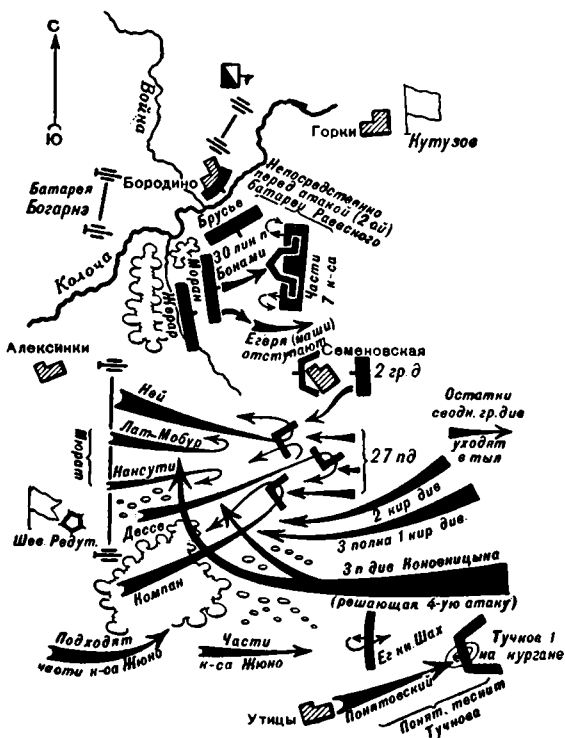 С
Ю
Война
Горки
Кутузов
Бородино
Батарея
Богарнэ
Колоча
Непосредственно
перед атакой (2-ой)
батареи Раевского
Брусье
30 лин п
Бонами
Моран
Жерар
Части
7 к-са
Егеря (наши)
отступают
Алексинки
Семеновская
2 гр. д
Остатки
сводн. гр. див
уходят
в тыл
Мюрат
Ней
Лат-Мобур
Нансути
Дессе
Компан
27 пд
Шев. Редут.
2 кир див
3 полка 1 кир див.
3 п див Коновницына
(решающая 4-ую атаку)
Подходят
части к-са Жюно
Части
к-са Жюно
Ег кн. Шах
Тучков 1
на кургане
Утицы
Понятовский
Понят. теснит
Тучкова